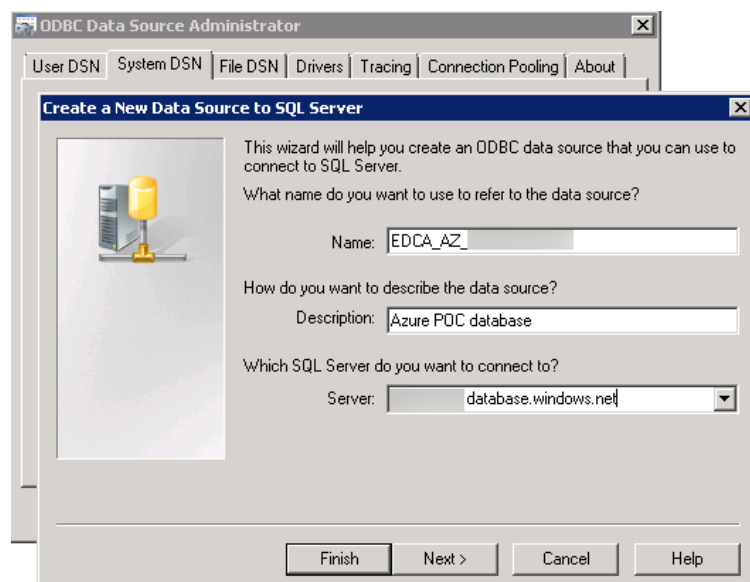 ODBC Data Source Administrator
User DSN System DSN File DSN Drivers Tracing Connection Pooling About
Create a New Data Source to SQL Server
This wizard will help you create an ODBC data source that you can use to
connect to SQL Server.
What name do you want to use to refer to the data source?
Name: EDCA_AZ_
How do you want to describe the data source?
Description: Azure POC database
Which SQL Server do you want to connect to?
Server: database.windows.net
Finish Next > Cancel Help